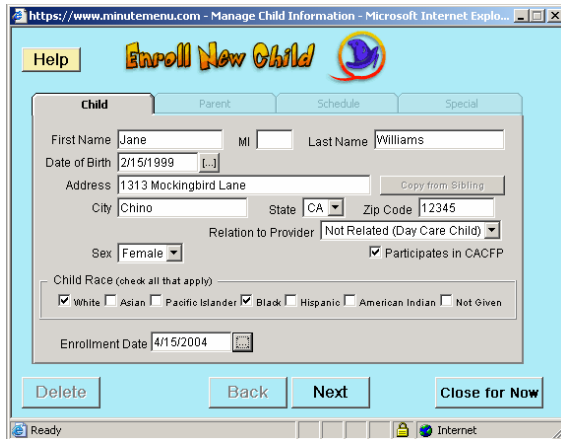 https://www.minutemenu.com - Manage Child Information - Microsoft Internet Explo...
Help
Enroll New Child
Child Parent Schedule Special
First Name Jane MI Last Name Williams
Date of Birth 2/15/1999 [...]
Address 1313 Mockingbird Lane Copy from Sibling
City Chino State CA Zip Code 12345
Relation to Provider Not Related (Day Care Child)
Sex Female Participates in CACFP
Child Race (check all that apply)
White Asian Pacific Islander Black Hispanic American Indian Not Given
Enrollment Date 4/15/2004 ...
Delete Back Next Close for Now
Ready Internet